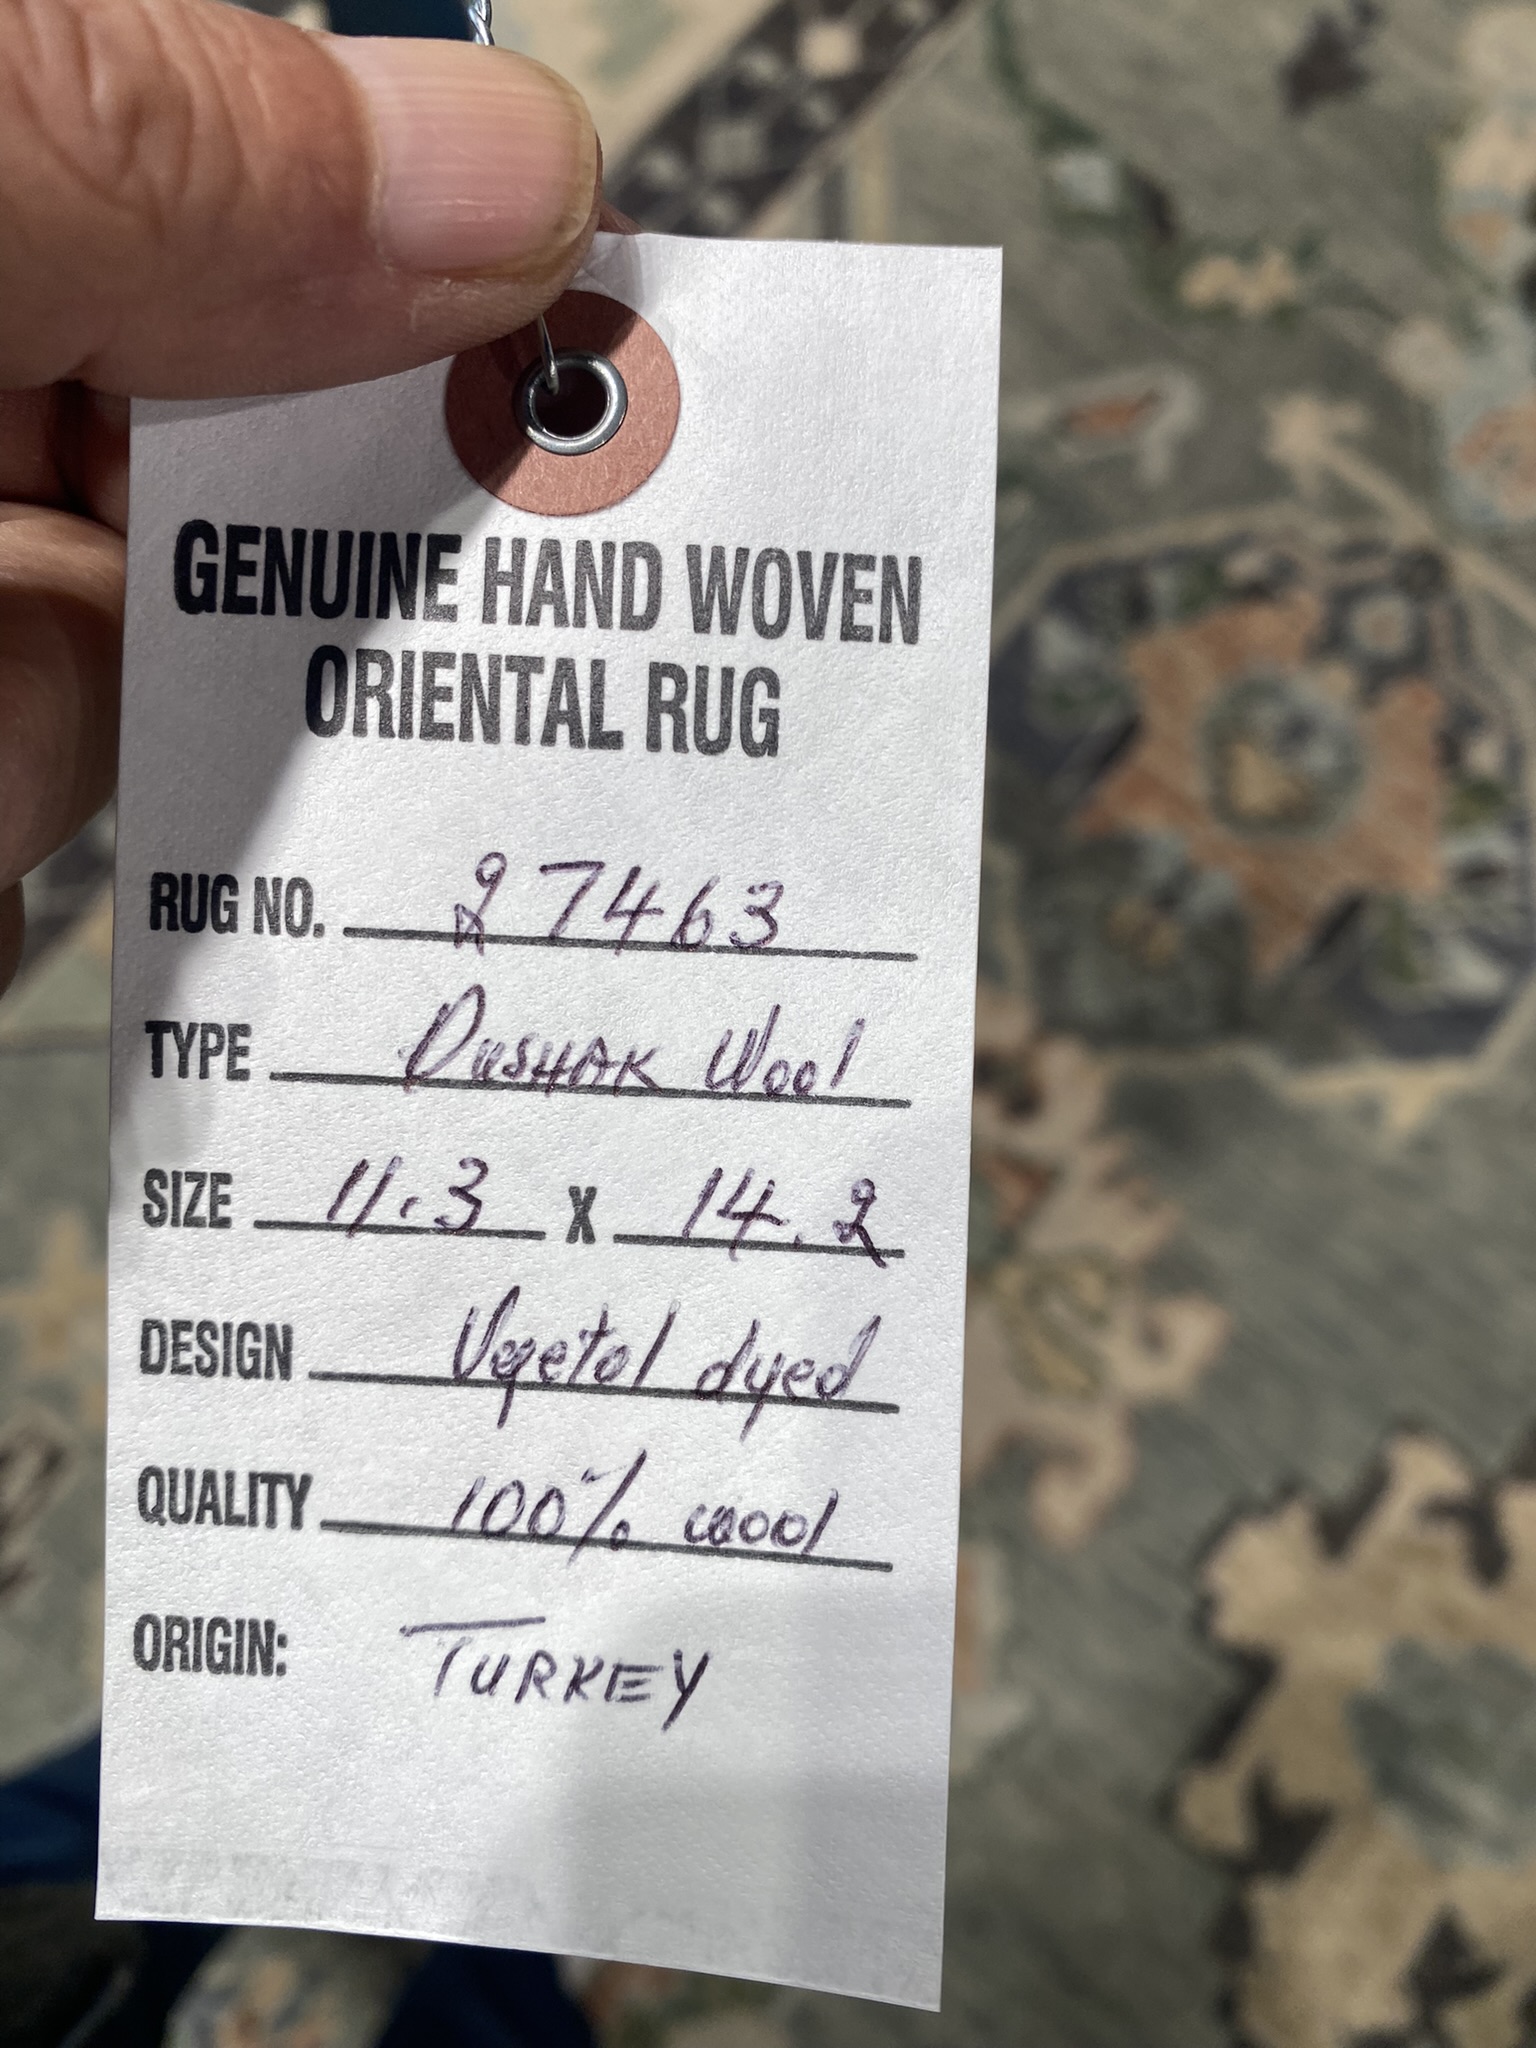 GENUINE HAND WOVEN
ORIENTAL RUG
RUG NO. 27463
TYPE OUSHAK Wool
SIZE 11.3 X 14.2
DESIGN Vegetal dyed
QUALITY 100% wool
ORIGIN: TURKEY